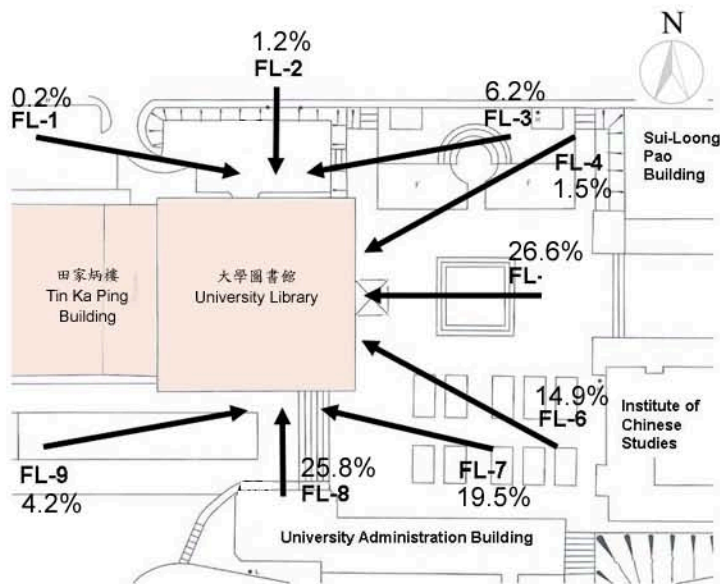 N
1.2%
FL-2
0.2%
FL-1
6.2%
FL-3
FL-4
1.5%
Sui-Loong
Pao
Building
26.6%
FL-
田家炳樓
Tin Ka Ping
Building
大學圖書館
University Library
14.9%
FL-6
Institute of
Chinese
Studies
FL-9
4.2%
25.8%
FL-8
FL-7
19.5%
University Administration Building